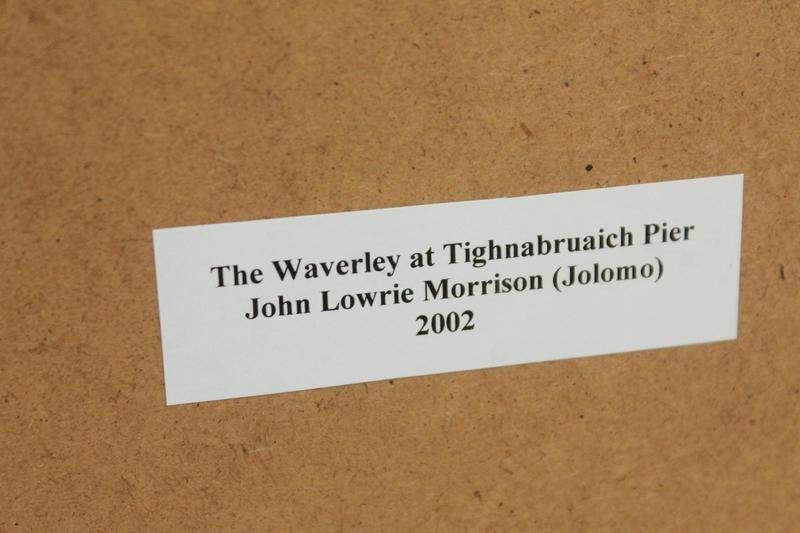 The Waverley at Tighnabruaich Pier
John Lowrie Morrison (Jolomo)
2002